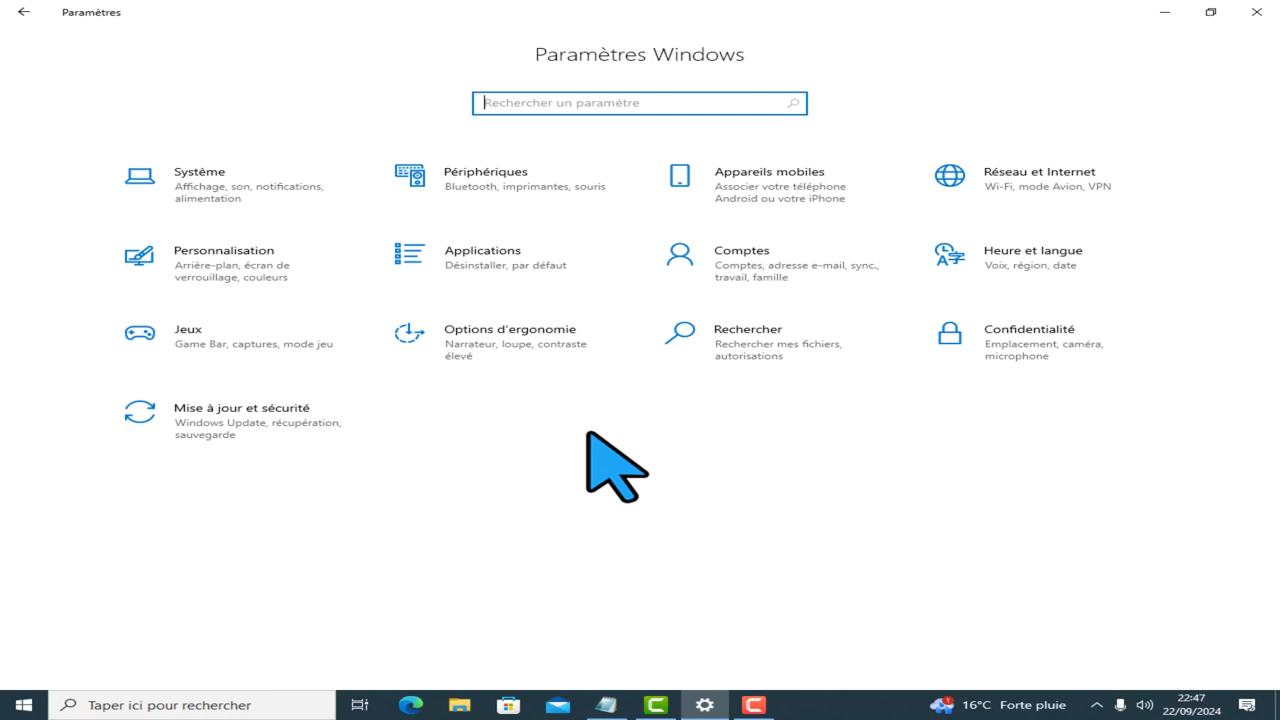 Paramètres
Paramètres Windows
Rechercher un paramètre
Système
Affichage, son, notifications,
alimentation
Périphériques
Bluetooth, imprimantes, souris
Appareils mobiles
Associer votre téléphone
Android ou votre iPhone
Réseau et Internet
Wi-Fi, mode Avion, VPN
Personnalisation
Arrière-plan, écran de
verrouillage, couleurs
Applications
Désinstaller, par défaut
Comptes
Comptes, adresse e-mail, sync.,
travail, famille
Heure et langue
Voix, région, date
Jeux
Game Bar, captures, mode jeu
Options d'ergonomie
Narrateur, loupe, contraste
élevé
Rechercher
Rechercher mes fichiers,
autorisations
Confidentialité
Emplacement, caméra,
microphone
Mise à jour et sécurité
Windows Update, récupération,
sauvegarde
Taper ici pour rechercher
1
16°C Forte pluie
22:47
22/09/2024